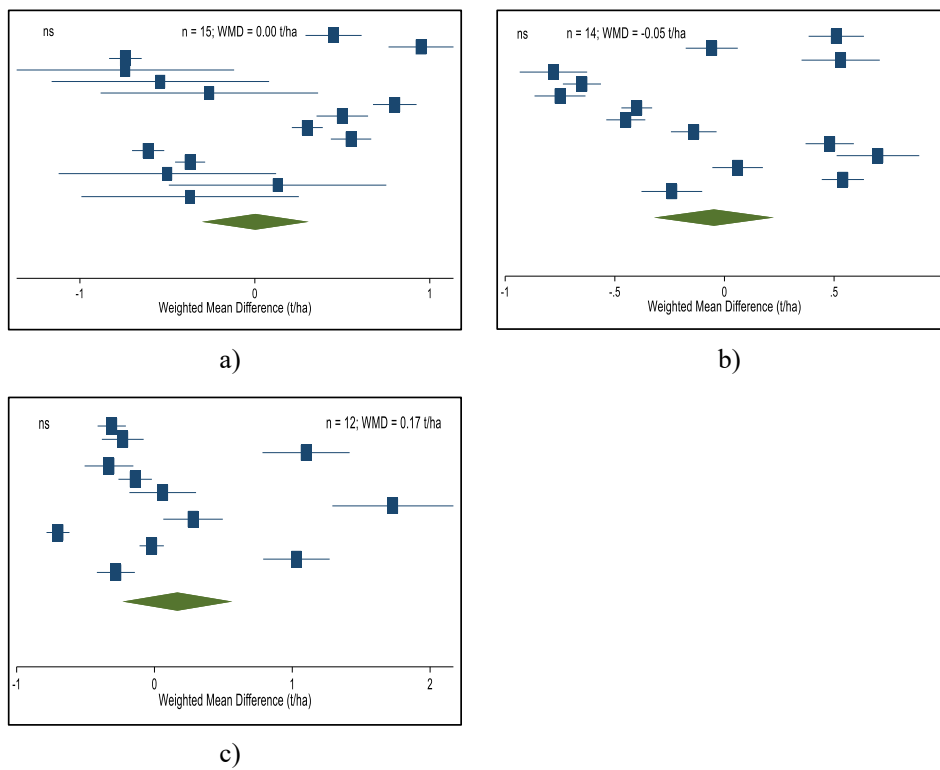 ns n = 15; WMD = 0.00 t/ha
-1 0 1
Weighted Mean Difference (t/ha)
a)
ns n = 14; WMD = -0.05 t/ha
-1 -.5 0 .5
Weighted Mean Difference (t/ha)
b)
ns n = 12; WMD = 0.17 t/ha
-1 0 1 2
Weighted Mean Difference (t/ha)
c)